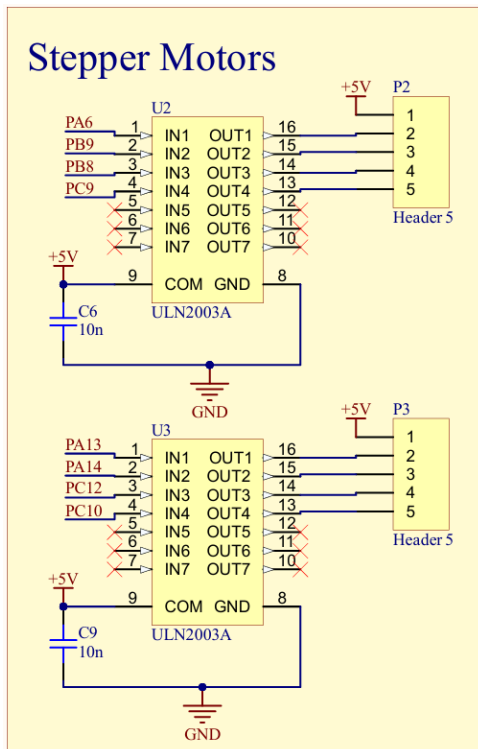 Stepper Motors
U2
+5V
P2
PA6 1 IN1 OUT1 16 1
PB9 2 IN2 OUT2 15 2
PB8 3 IN3 OUT3 14 3
PC9 4 IN4 OUT4 13 4
5 IN5 OUT5 12 5
6 IN6 OUT6 11 Header 5
7 IN7 OUT7 10
+5V
9 COM GND 8
C6
10n
ULN2003A
GND
U3
+5V
P3
PA13 1 IN1 OUT1 16 1
PA14 2 IN2 OUT2 15 2
PC12 3 IN3 OUT3 14 3
PC10 4 IN4 OUT4 13 4
5 IN5 OUT5 12 5
6 IN6 OUT6 11 Header 5
7 IN7 OUT7 10
+5V
9 COM GND 8
C9
10n
ULN2003A
GND